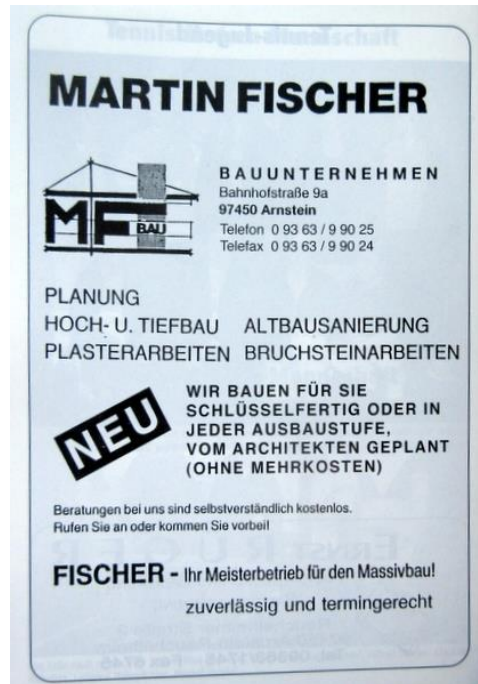 MARTIN FISCHER
MF BAU
BAUUNTERNEHMEN
Bahnhofstraße 9a
97450 Arnstein
Telefon 0 93 63 / 9 90 25
Telefax 0 93 63 / 9 90 24
PLANUNG
HOCH- U. TIEFBAU ALTBAUSANIERUNG
PLASTERARBEITEN BRUCHSTEINARBEITEN
NEU
WIR BAUEN FÜR SIE
SCHLÜSSELFERTIG ODER IN
JEDER AUSBAUSTUFE,
VOM ARCHITEKTEN GEPLANT
(OHNE MEHRKOSTEN)
Beratungen bei uns sind selbstverständlich kostenlos.
Rufen Sie an oder kommen Sie vorbei!
FISCHER - Ihr Meisterbetrieb für den Massivbau!
zuverlässig und termingerecht